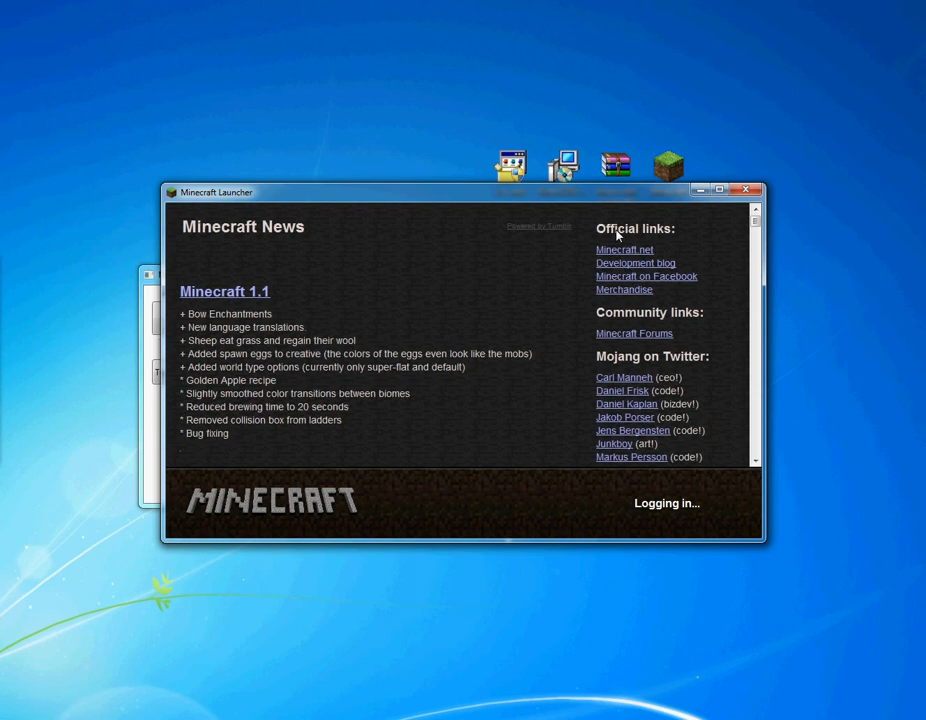 Minecraft Launcher
Minecraft News
Powered by Tumblr
Minecraft 1.1
+ Bow Enchantments
+ New language translations.
+ Sheep eat grass and regain their wool
+ Added spawn eggs to creative (the colors of the eggs even look like the mobs)
+ Added world type options (currently only super-flat and default)
* Golden Apple recipe
* Slightly smoothed color transitions between biomes
* Reduced brewing time to 20 seconds
* Removed collision box from ladders
* Bug fixing
Official links:
Minecraft.net
Development blog
Minecraft on Facebook
Merchandise
Community links:
Minecraft Forums
Mojang on Twitter:
Carl Manneh (ceo!)
Daniel Frisk (code!)
Daniel Kaplan (bizdev!)
Jakob Porser (code!)
Jens Bergensten (code!)
Junkboy (art!)
Markus Persson (code!)
MINECRAFT
Logging in...